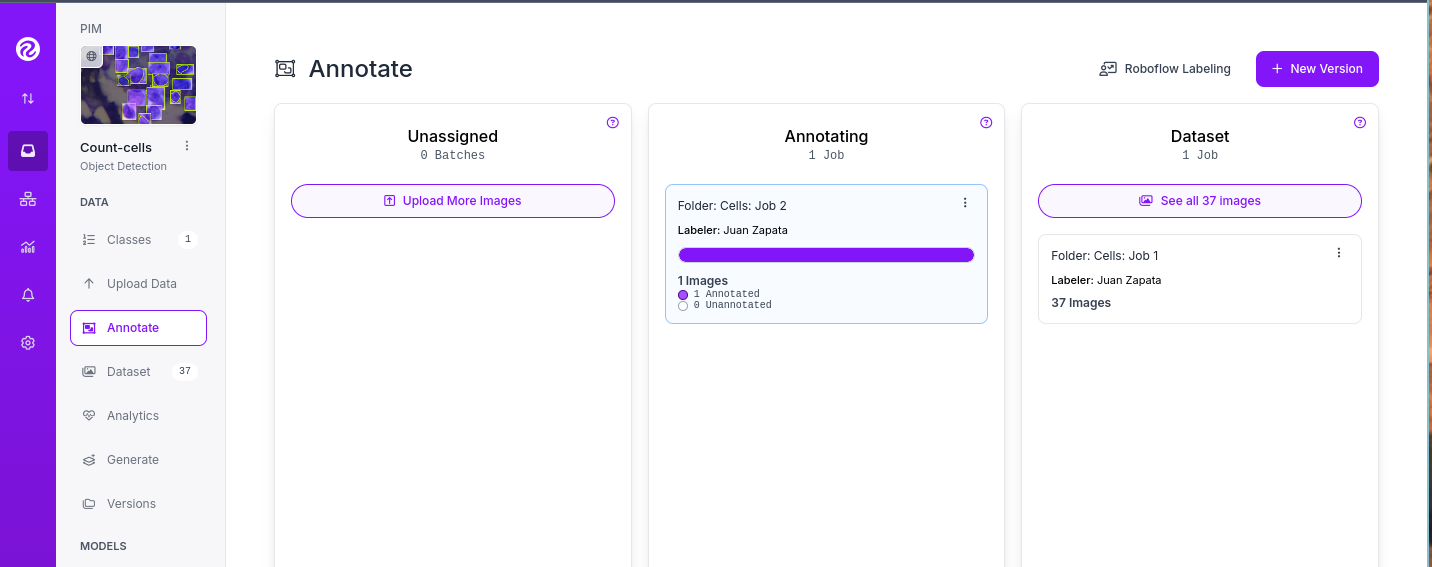 PIM
Count-cells
Object Detection
DATA
Classes 1
Upload Data
Annotate
Dataset 37
Analytics
Generate
Versions
MODELS
Annotate
Roboflow Labeling
+ New Version
Unassigned
0 Batches
Upload More Images
Annotating
1 Job
Folder: Cells: Job 2
Labeler: Juan Zapata
1 Images
1 Annotated
0 Unannotated
Dataset
1 Job
See all 37 images
Folder: Cells: Job 1
Labeler: Juan Zapata
37 Images